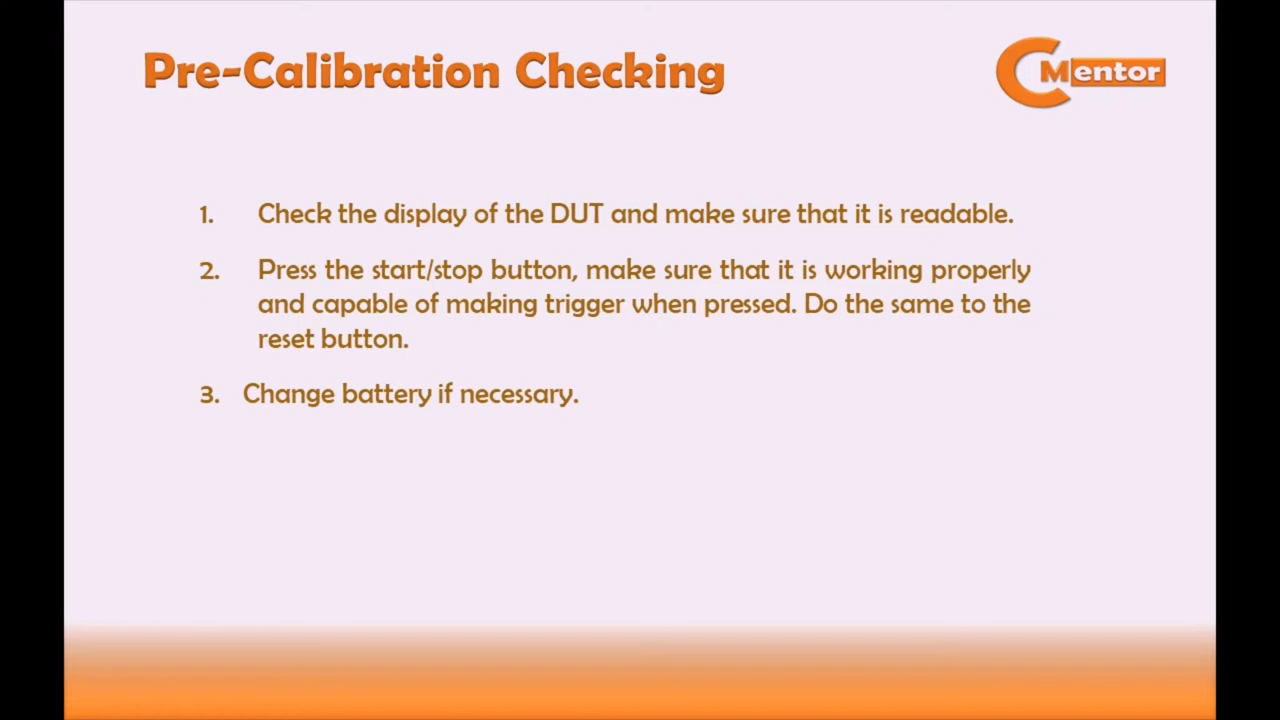 Pre-Calibration Checking
C Mentor
1. Check the display of the DUT and make sure that it is readable.
2. Press the start/stop button, make sure that it is working properly
and capable of making trigger when pressed. Do the same to the
reset button.
3. Change battery if necessary.